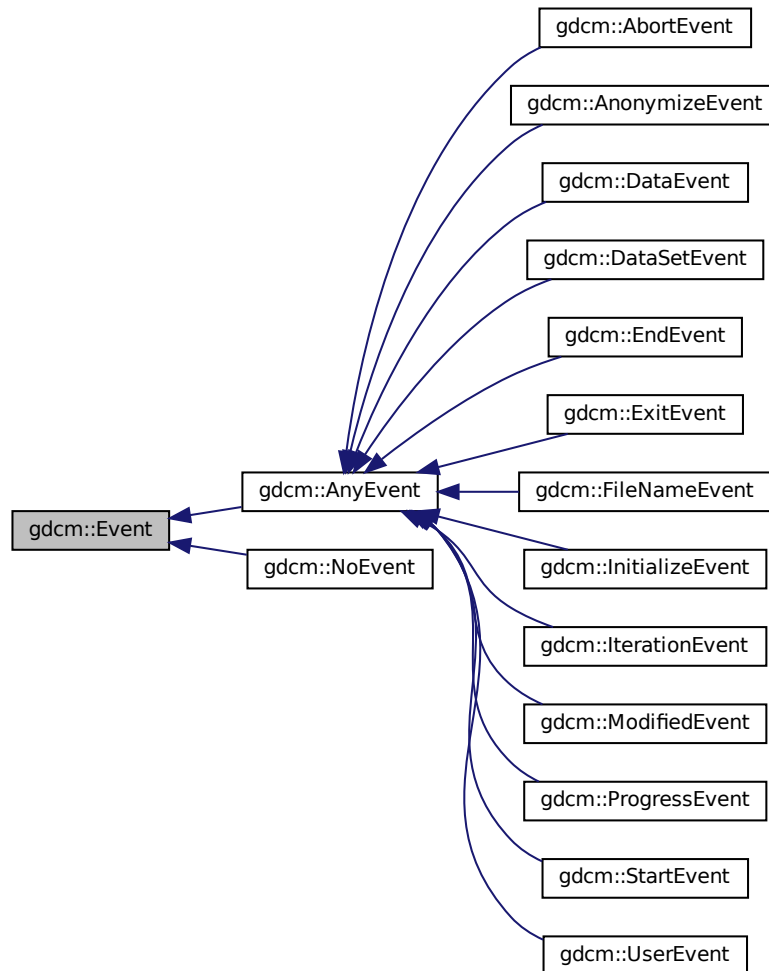 gdcm::AbortEvent
gdcm::AnonymizeEvent
gdcm::DataEvent
gdcm::DataSetEvent
gdcm::EndEvent
gdcm::ExitEvent
gdcm::AnyEvent
gdcm::FileNameEvent
gdcm::Event
gdcm::NoEvent
gdcm::InitializeEvent
gdcm::IterationEvent
gdcm::ModifiedEvent
gdcm::ProgressEvent
gdcm::StartEvent
gdcm::UserEvent